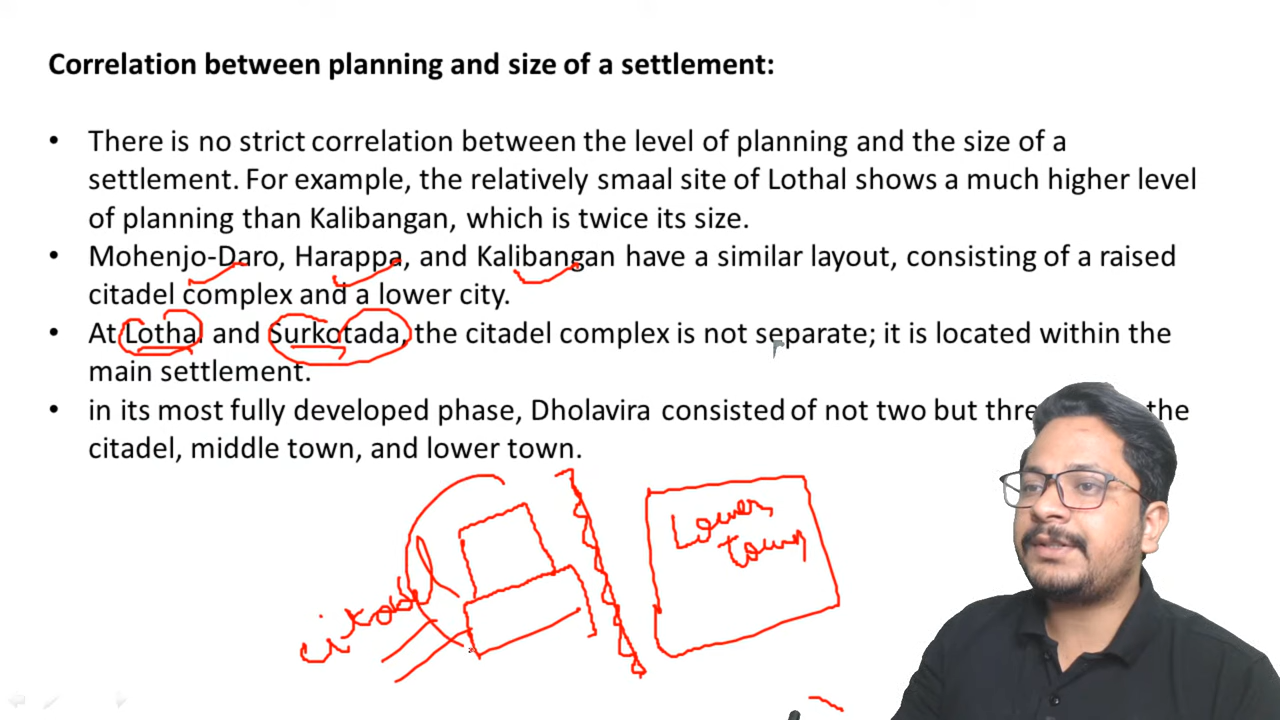 Correlation between planning and size of a settlement:
• There is no strict correlation between the level of planning and the size of a
settlement. For example, the relatively smaal site of Lothal shows a much higher level
of planning than Kalibangan, which is twice its size.
• Mohenjo-Daro, Harappa, and Kalibangan have a similar layout, consisting of a raised
citadel complex and a lower city.
• At Lothal and Surkotada, the citadel complex is not separate; it is located within the
main settlement.
• in its most fully developed phase, Dholavira consisted of not two but the
citadel, middle town, and lower town.
Lower
town
citadel